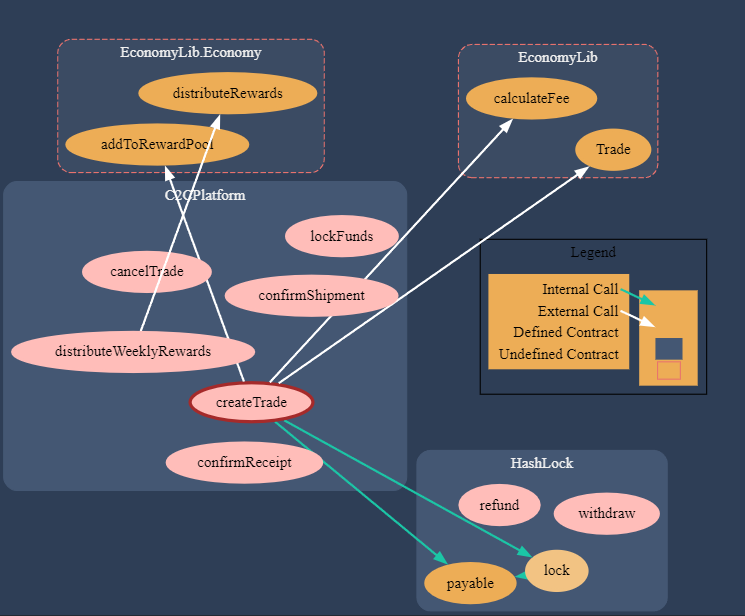 EconomyLib.Economy
distributeRewards
addToRewardPool
EconomyLib
calculateFee
Trade
C2CPlatform
lockFunds
cancelTrade
confirmShipment
distributeWeeklyRewards
createTrade
confirmReceipt
Legend
Internal Call
External Call
Defined Contract
Undefined Contract
HashLock
refund
withdraw
payable
lock